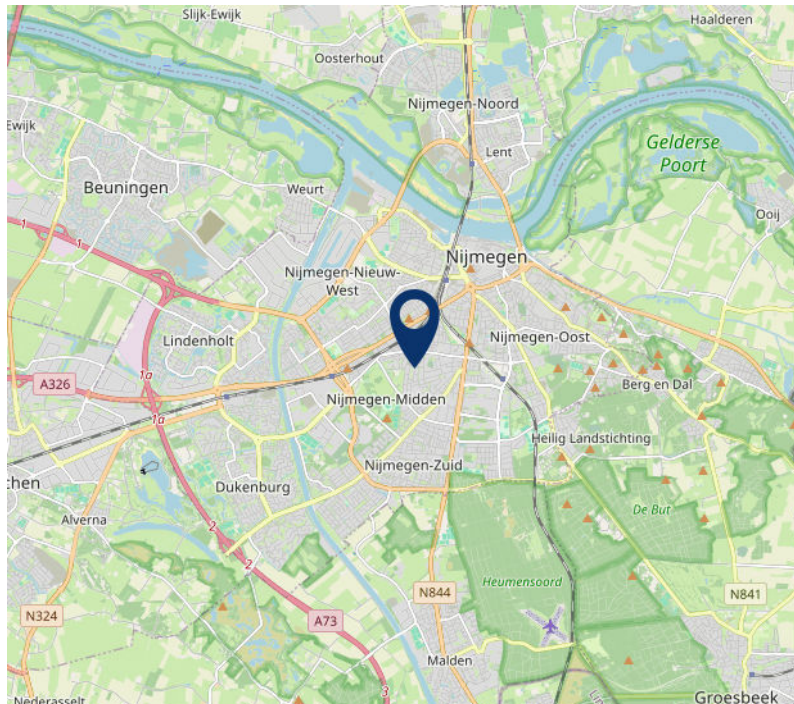 Slijk-Ewijk
Haalderen
Oosterhout
Nijmegen-Noord
Ewijk
Lent
Gelderse
Poort
Beuningen
Weurt
Ooij
1
Nijmegen
Nijmegen-Nieuw-
West
1
Lindenholt
Nijmegen-Oost
A326
1a
Berg en Dal
Nijmegen-Midden
1a
Heilig Landstichting
Nijmegen-Zuid
chen
Dukenburg
De But
Alverna
2
2
Heumensoord
N844
N841
N324
A73
Malden
3
Nederasselt
Groesbeek